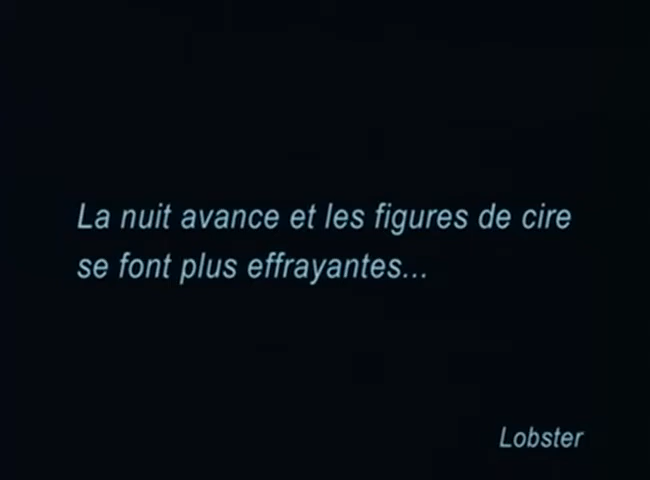 La nuit avance et les figures de cire
se font plus effrayantes...
Lobster